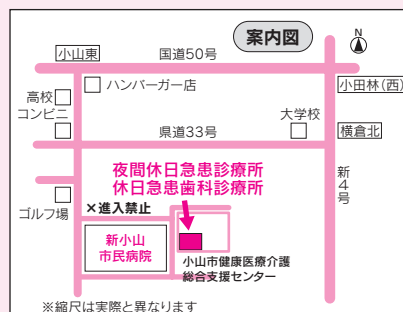 案内図
N
小山東
国道50号
ハンバーガー店
小田林(西)
高校
コンビニ
大学校
県道33号
横倉北
夜間休日急患診療所
休日急患歯科診療所
新4号
ゴルフ場
×進入禁止
新小山
市民病院
小山市健康医療介護
総合支援センター
※縮尺は実際と異なります